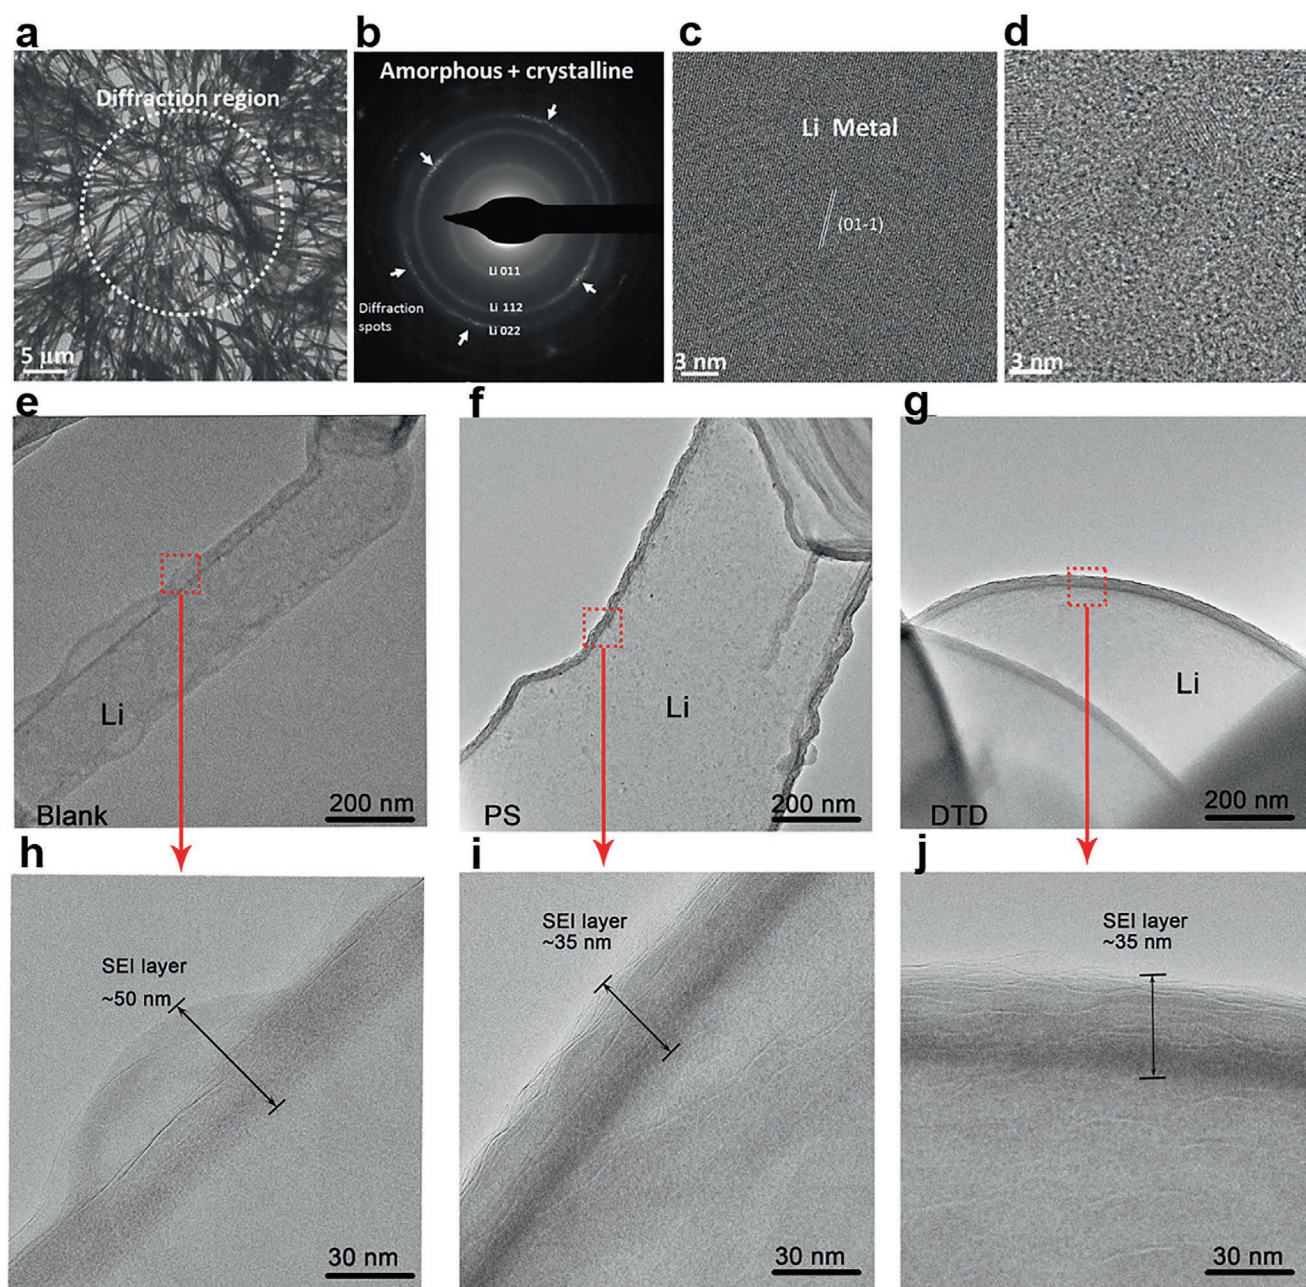 a
b
c
d
Diffraction region
5 μm
Amorphous + crystalline
Li 011
Li 112
Li 022
Diffraction
spots
Li Metal
(01-1)
3 nm
3 nm
e
f
g
Li
Blank
200 nm
Li
PS
200 nm
Li
DTD
200 nm
h
i
j
SEI layer
~50 nm
30 nm
SEI layer
~35 nm
30 nm
SEI layer
~35 nm
30 nm